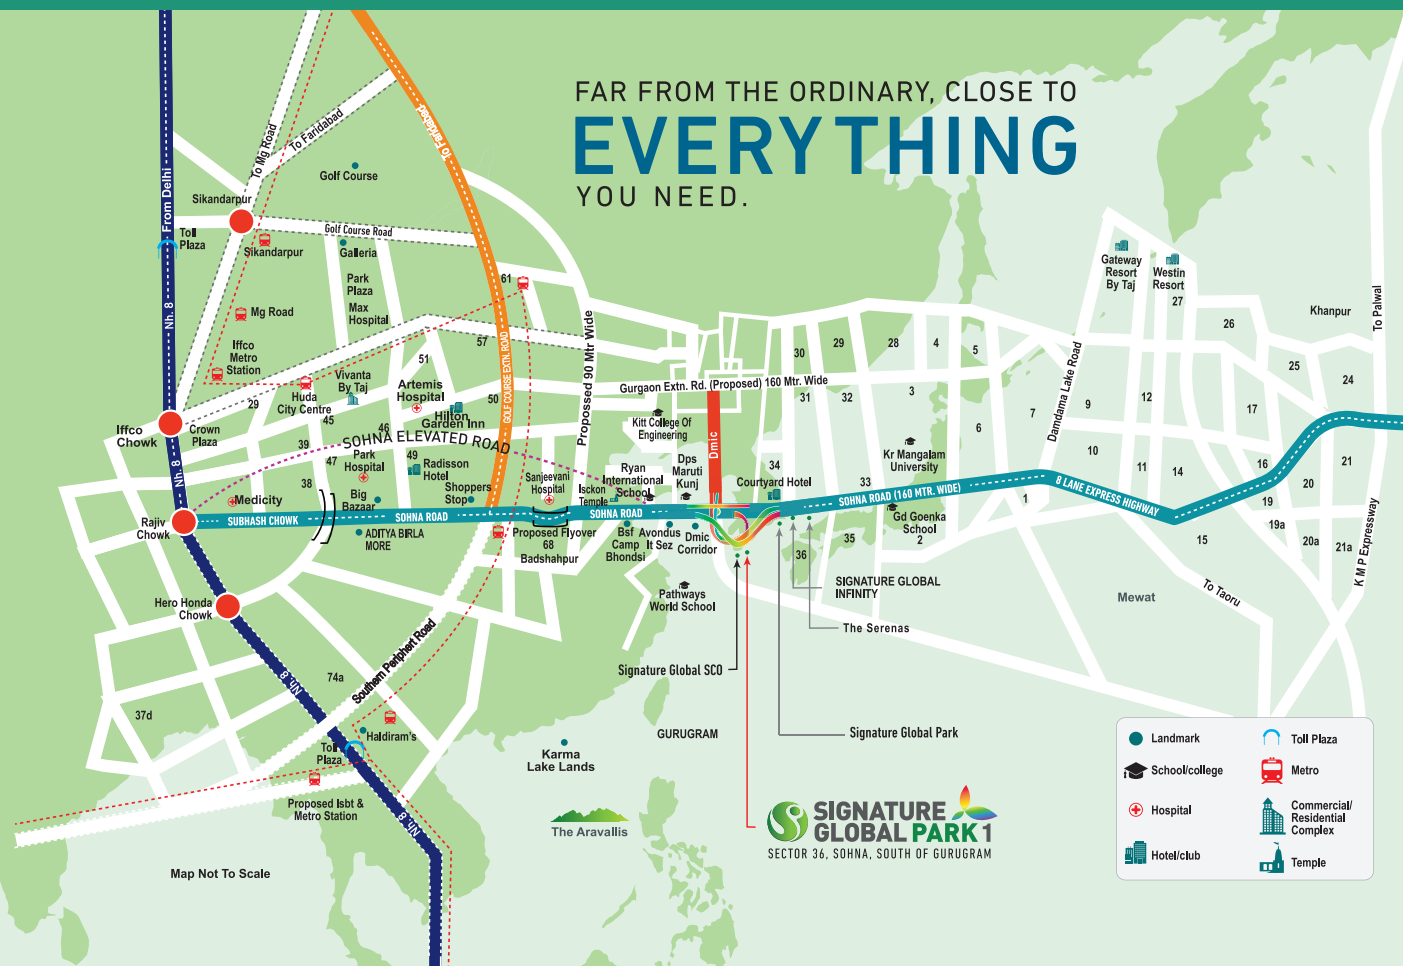 FAR FROM THE ORDINARY, CLOSE TO
EVERYTHING
YOU NEED.
From Delhi
To Mg Road
To Faridabad
To Faridabad
Golf Course
Sikandarpur
Toll
Plaza
Golf Course Road
Sikandarpur
Galleria
Park
Plaza
Max
Hospital
61
Nh. 8
Mg Road
Iffco
Metro
Station
57
51
Vivanta
By Taj
Huda
City Centre
Artemis
Hospital
50
GOLF COURSE EXTN. ROAD
Propossed 90 Mtr Wide
29
45
46
Hilton
Garden Inn
Iffco
Chowk
Crown
Plaza
SOHNA ELEVATED ROAD
39
47
Park
Hospital
49
Radisson
Hotel
Nh. 8
38
Medicity
Big
Bazaar
Shoppers
Stop
Sanjeevani
Hospital
Isckon
Temple
Ryan
International
School
Rajiv
Chowk
SUBHASH CHOWK
SOHNA ROAD
SOHNA ROAD
ADITYA BIRLA
MORE
Proposed Flyover
68
Badshahpur
Bsf
Camp
Bhondsi
Avondus
It Sez
Dmic
Corridor
Gurgaon Extn. Rd. (Proposed) 160 Mtr. Wide
Kitt College Of
Engineering
Dps
Maruti
Kunj
Dmic
Courtyard Hotel
30
29
28
4
5
31
32
3
34
33
6
7
Kr Mangalam
University
SOHNA ROAD (160 MTR. WIDE)
Gd Goenka
School
2
35
36
1
8 LANE EXPRESS HIGHWAY
Damdama Lake Road
Gateway
Resort
By Taj
Westin
Resort
27
26
Khanpur
To Palwal
25
24
9
12
17
10
11
14
16
21
20
19
19a
20a
21a
15
K M P Expressway
To Taoru
Mewat
Hero Honda
Chowk
Pathways
World School
SIGNATURE GLOBAL
INFINITY
The Serenas
Signature Global SCO
Signature Global Park
GURUGRAM
Southern Periphert Road
74a
37d
Nh. 8
Toll
Plaza
Haldiram's
Proposed Isbt &
Metro Station
Nh. 8
Karma
Lake Lands
The Aravallis
Map Not To Scale
SIGNATURE
GLOBAL PARK 1
SECTOR 36, SOHNA, SOUTH OF GURUGRAM
Landmark
Toll Plaza
School/college
Metro
Hospital
Commercial/
Residential
Complex
Hotel/club
Temple